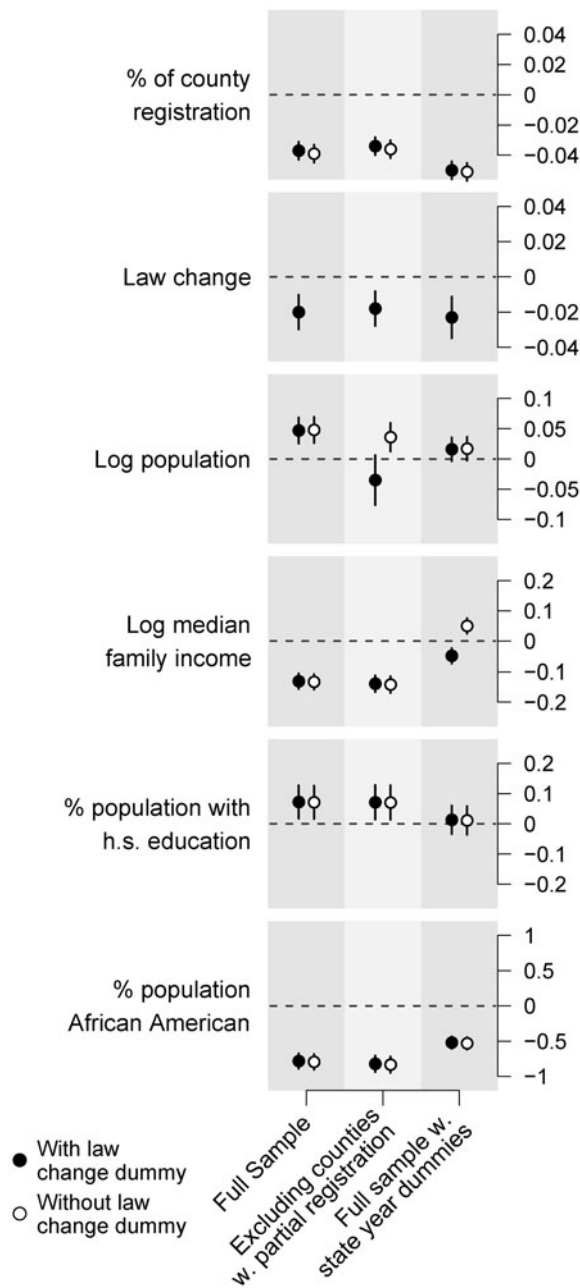 % of county
registration
0.04
0.04
0
−0.02
−0.04
Law change
0.04
0.02
0
−0.02
−0.04
Log population
0.1
0.05
0
−0.05
−0.1
Log median
family income
0.2
0.1
0
−0.1
−0.2
% population with
h.s. education
0.2
0.1
0
−0.1
−0.2
% population
African American
1
0.5
0
−0.5
−1
Full Sample
Excluding counties
w. partial registration
Full sample w.
state year dummies
With law
change dummy
Without law
change dummy